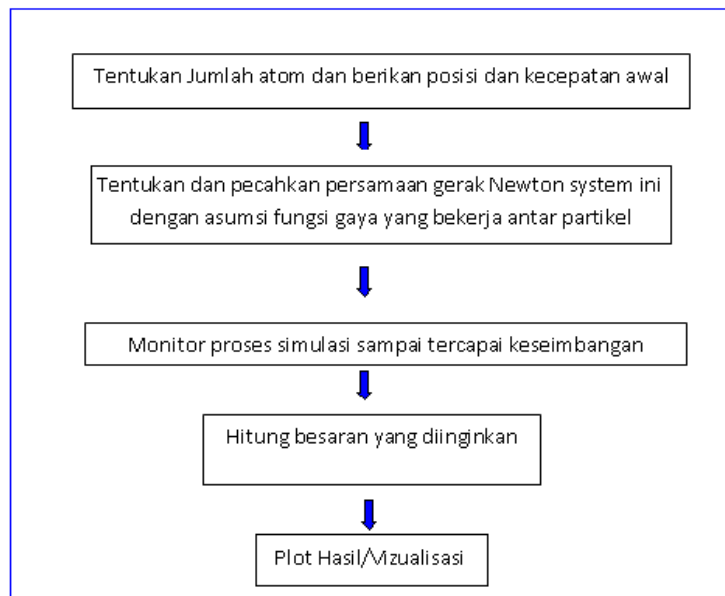 Tentukan Jumlah atom dan berikan posisi dan kecepatan awal
Tentukan dan pecahkan persamaan gerak Newton system ini
dengan asumsi fungsi gaya yang bekerja antar partikel
Monitor proses simulasi sampai tercapai keseimbangan
Hitung besaran yang diinginkan
Plot Hasil/Vizualisasi